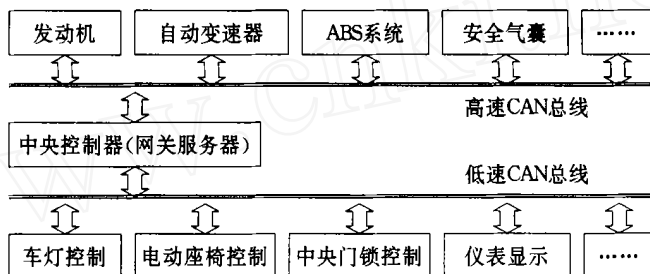 发动机
自动变速器
ABS系统
安全气囊
……
高速CAN总线
中央控制器(网关服务器)
低速CAN总线
车灯控制
电动座椅控制
中央门锁控制
仪表显示
……